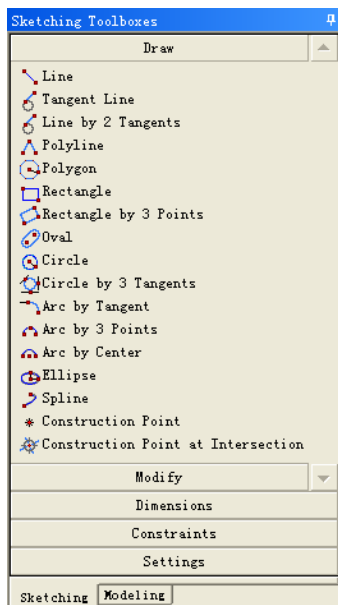 Sketching Toolboxes
Draw
Line
Tangent Line
Line by 2 Tangents
Polyline
Polygon
Rectangle
Rectangle by 3 Points
Oval
Circle
Circle by 3 Tangents
Arc by Tangent
Arc by 3 Points
Arc by Center
Ellipse
Spline
Construction Point
Construction Point at Intersection
Modify
Dimensions
Constraints
Settings
Sketching Modeling